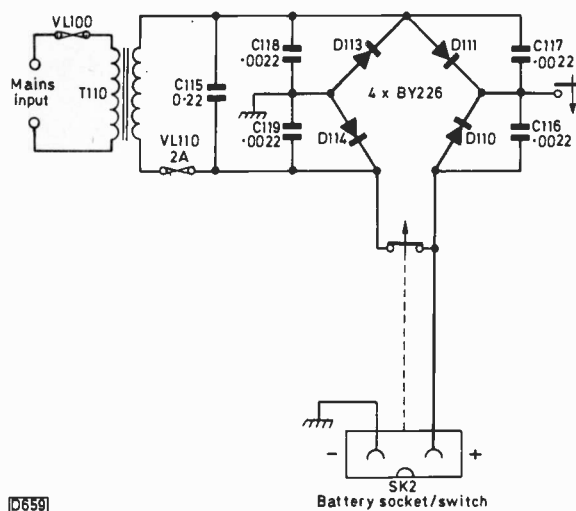 VL100
Mains
input
T110
C115
0·22
VL110
2A
C118
·0022
C119
·0022
D113
D111
4 x BY226
D114
D110
C117
·0022
C116
·0022
-
+
SK2
Battery socket/switch
D659